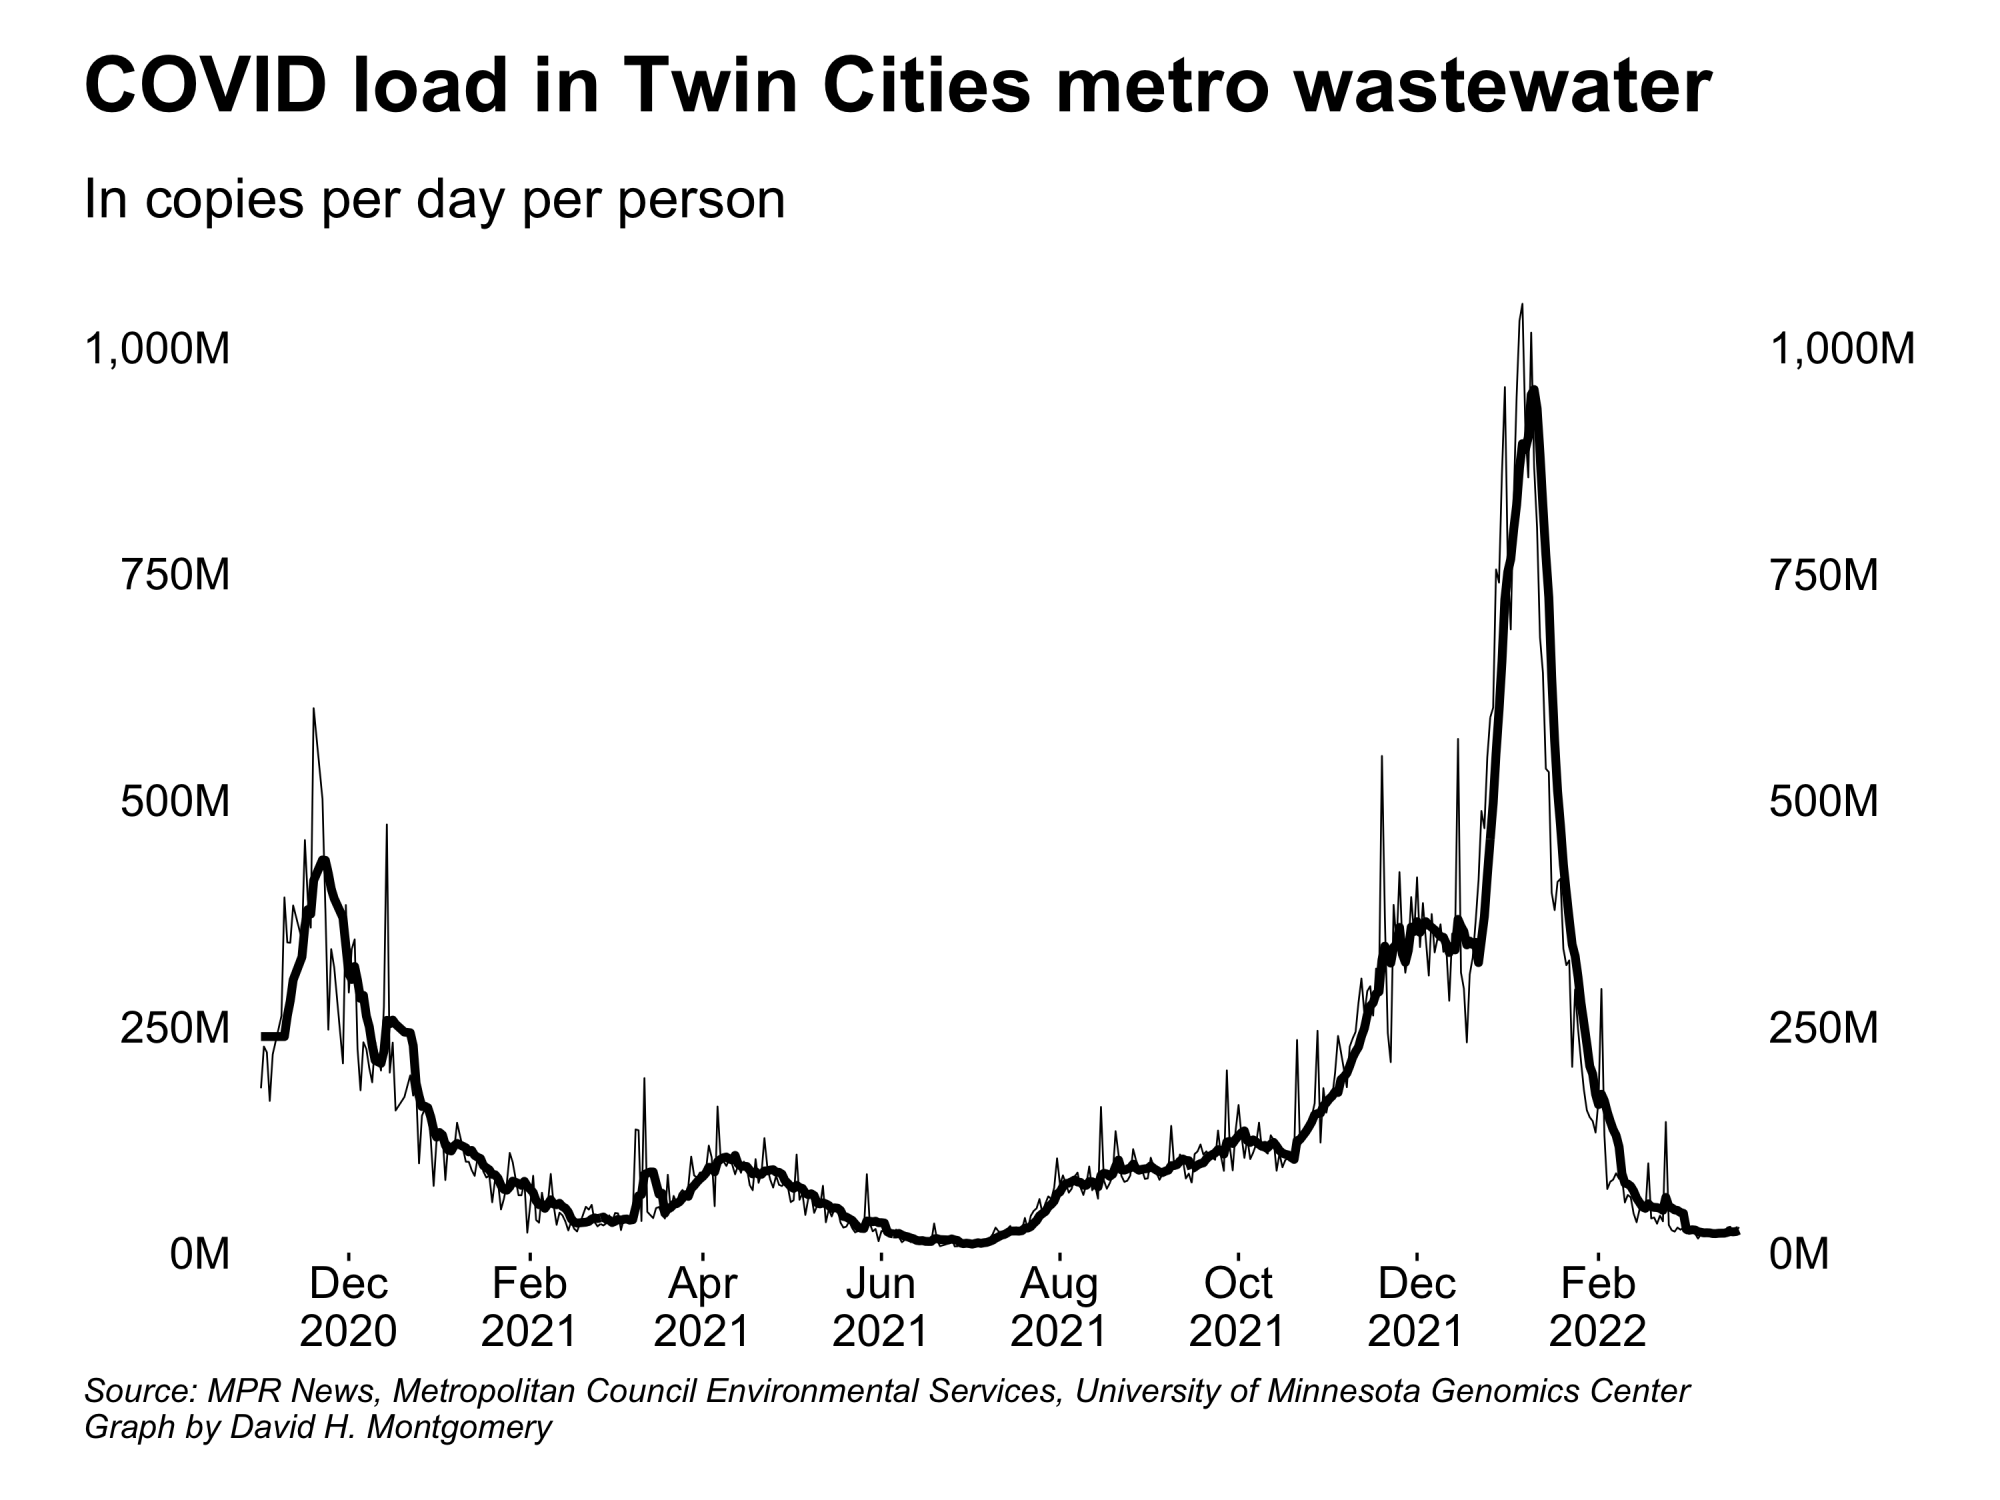 COVID load in Twin Cities metro wastewater
In copies per day per person
1,000M 1,000M
750M 750M
500M 500M
250M 250M
0M 0M
Dec Feb Apr Jun Aug Oct Dec Feb
2020 2021 2021 2021 2021 2021 2021 2022
Source: MPR News, Metropolitan Council Environmental Services, University of Minnesota Genomics Center
Graph by David H. Montgomery